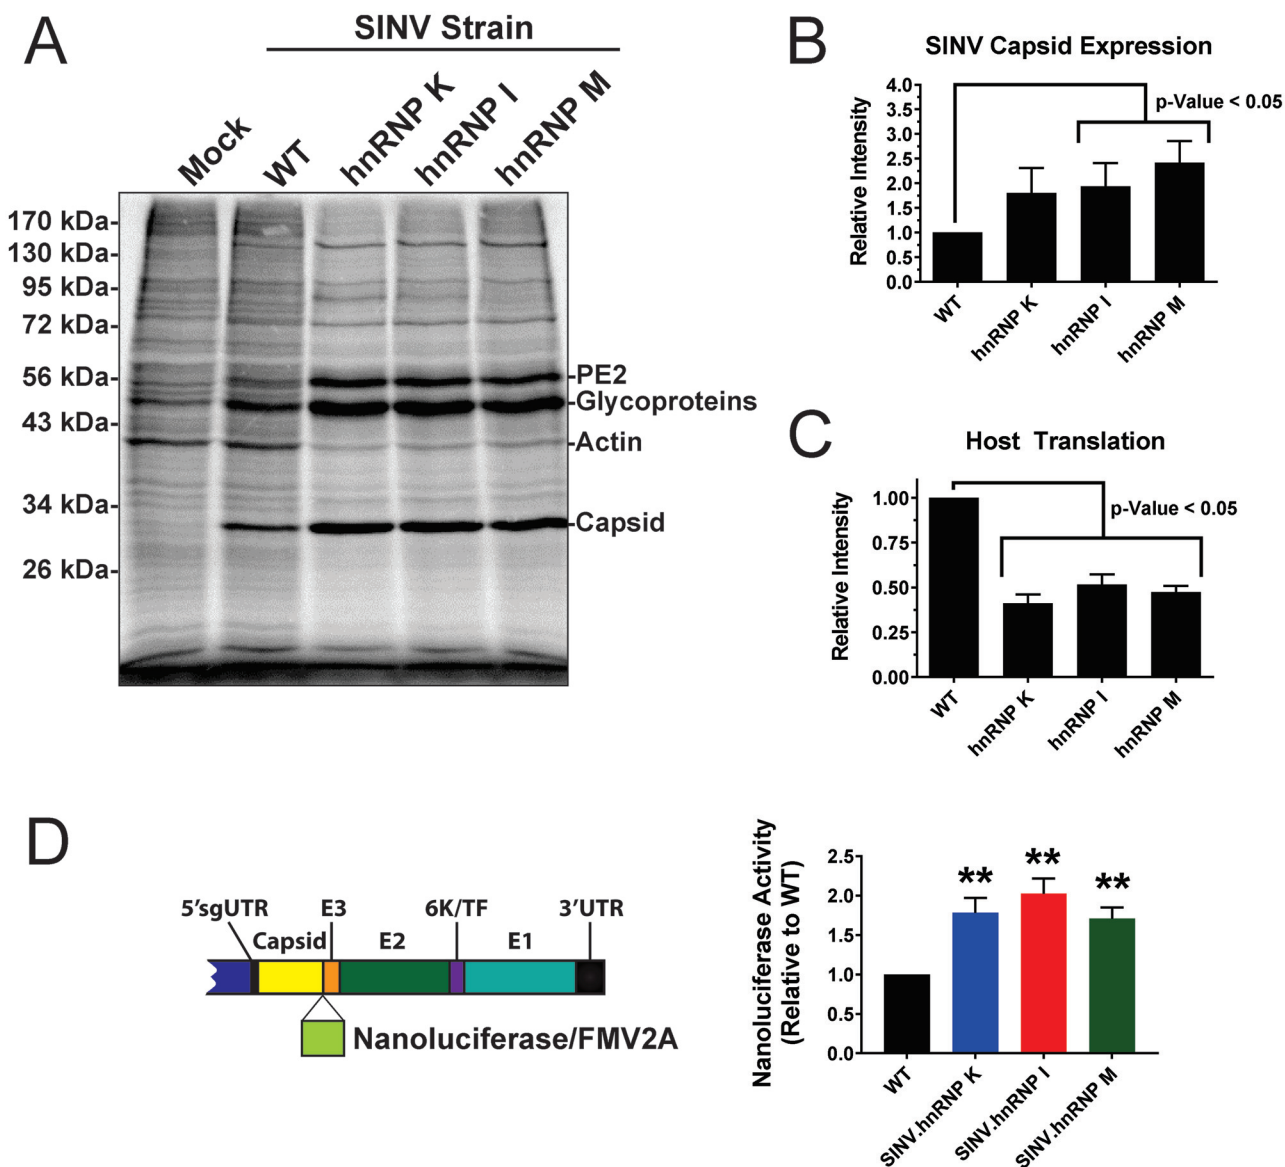 A
SINV Strain
Mock
WT
hnRNP K
hnRNP I
hnRNP M
170 kDa-
130 kDa-
95 kDa-
72 kDa-
56 kDa-
43 kDa-
34 kDa-
26 kDa-
-PE2
-Glycoproteins
-Actin
-Capsid
B
SINV Capsid Expression
Relative Intensity
4.0
3.5
3.0
2.5
2.0
1.5
1.0
0.5
0.0
p-Value < 0.05
WT
hnRNP K
hnRNP I
hnRNP M
C
Host Translation
Relative Intensity
1.00
0.75
0.50
0.25
0.00
p-Value < 0.05
WT
hnRNP K
hnRNP I
hnRNP M
D
5'sgUTR
E3
6K/TF
3'UTR
Capsid
E2
E1
Nanoluciferase/FMV2A
Nanoluciferase Activity
(Relative to WT)
2.5
2.0
1.5
1.0
0.5
0.0
**
**
**
WT
SINV.hnRNP K
SINV.hnRNP I
SINV.hnRNP M